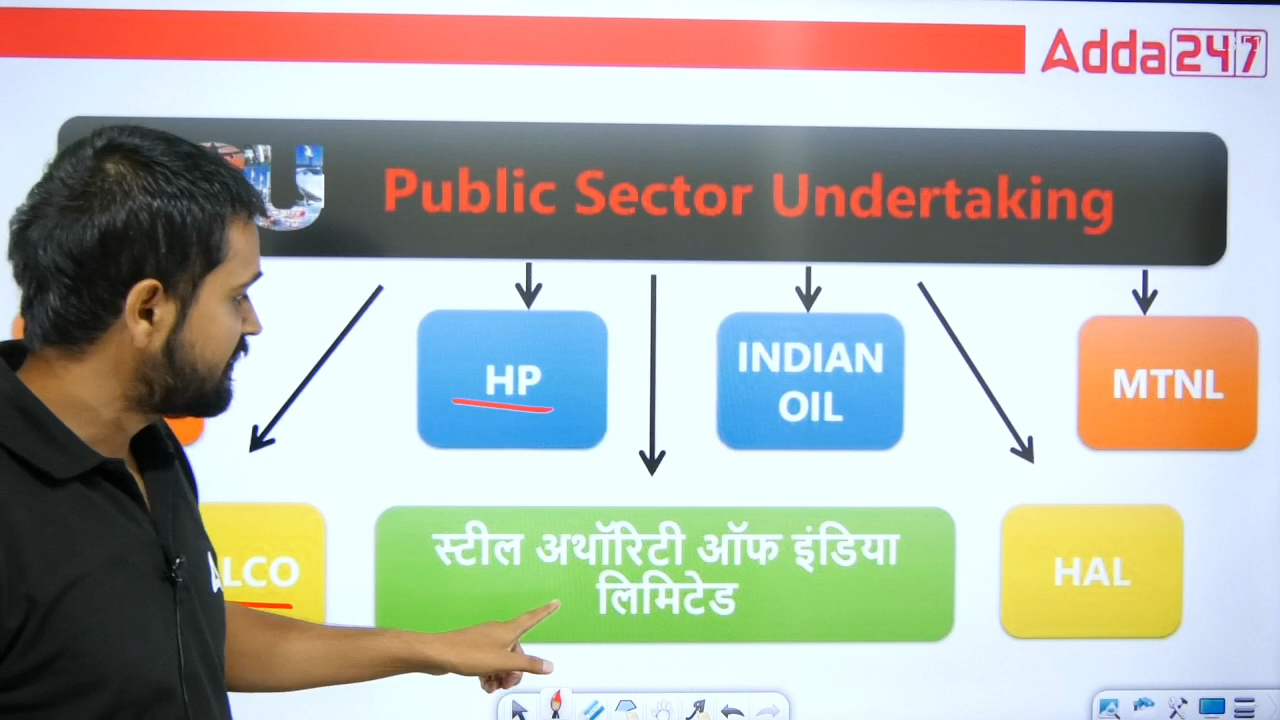 Adda247
U Public Sector Undertaking
HP
INDIAN
OIL
MTNL
LCO
स्टील अथॉरिटी ऑफ इंडिया
लिमिटेड
HAL